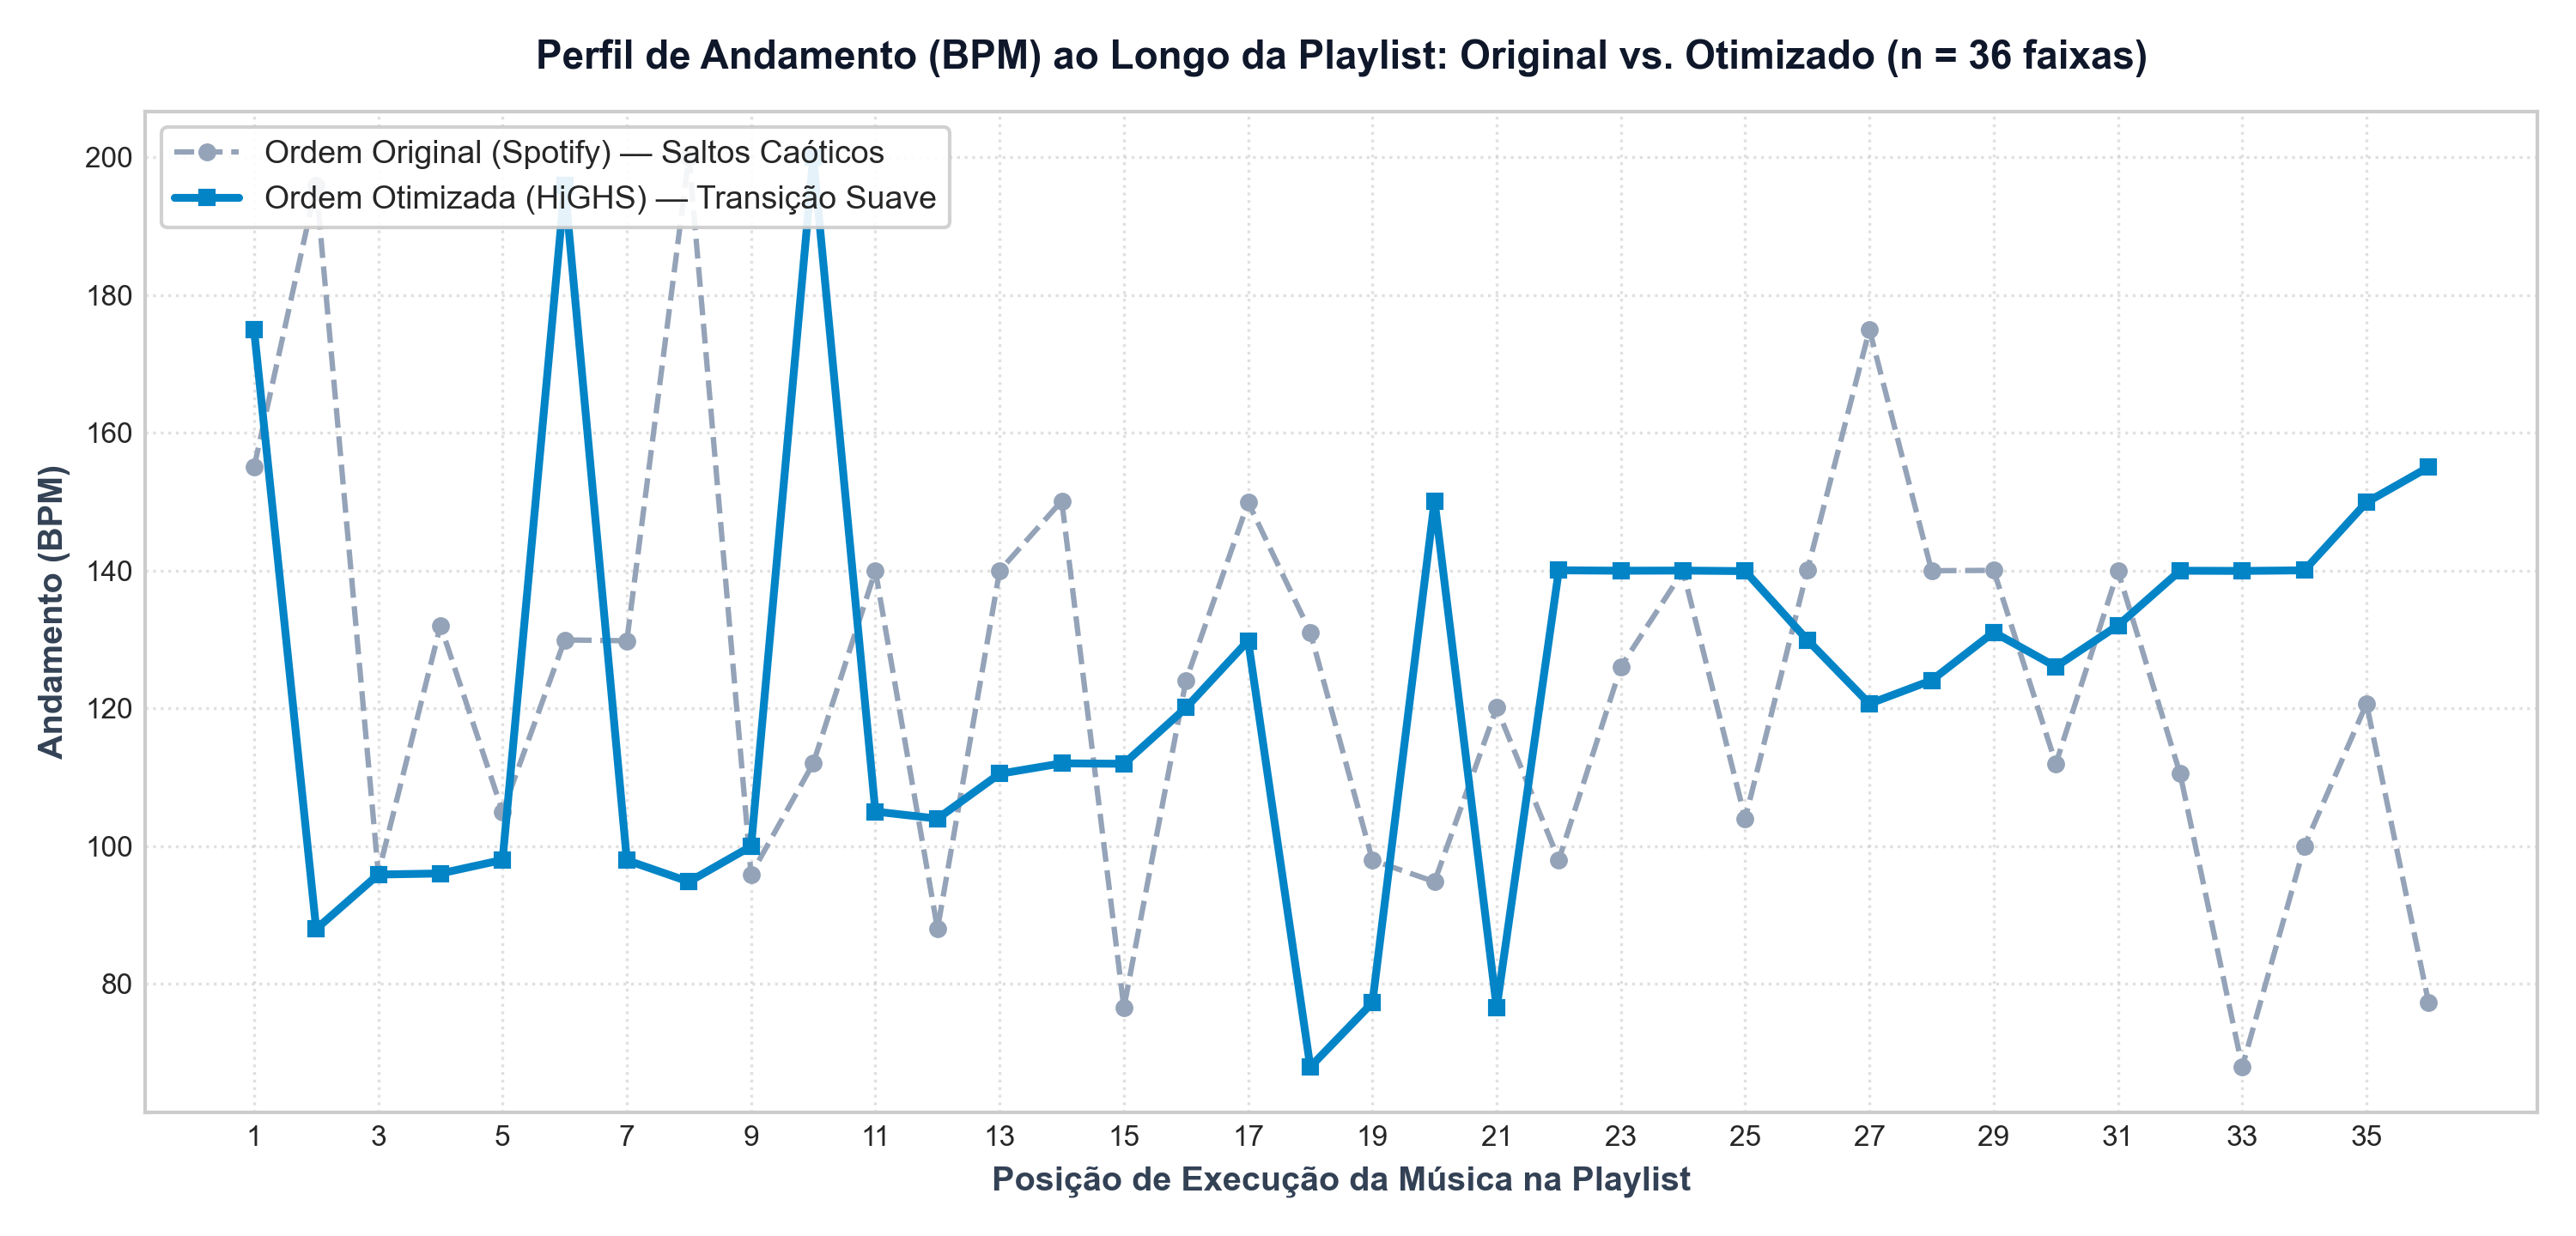 Perfil de Andamento (BPM) ao Longo da Playlist: Original vs. Otimizado (n = 36 faixas)
Ordem Original (Spotify) — Saltos Caóticos
Ordem Otimizada (HiGHS) — Transição Suave
Andamento (BPM)
200
180
160
140
120
100
80
1 3 5 7 9 11 13 15 17 19 21 23 25 27 29 31 33 35
Posição de Execução da Música na Playlist